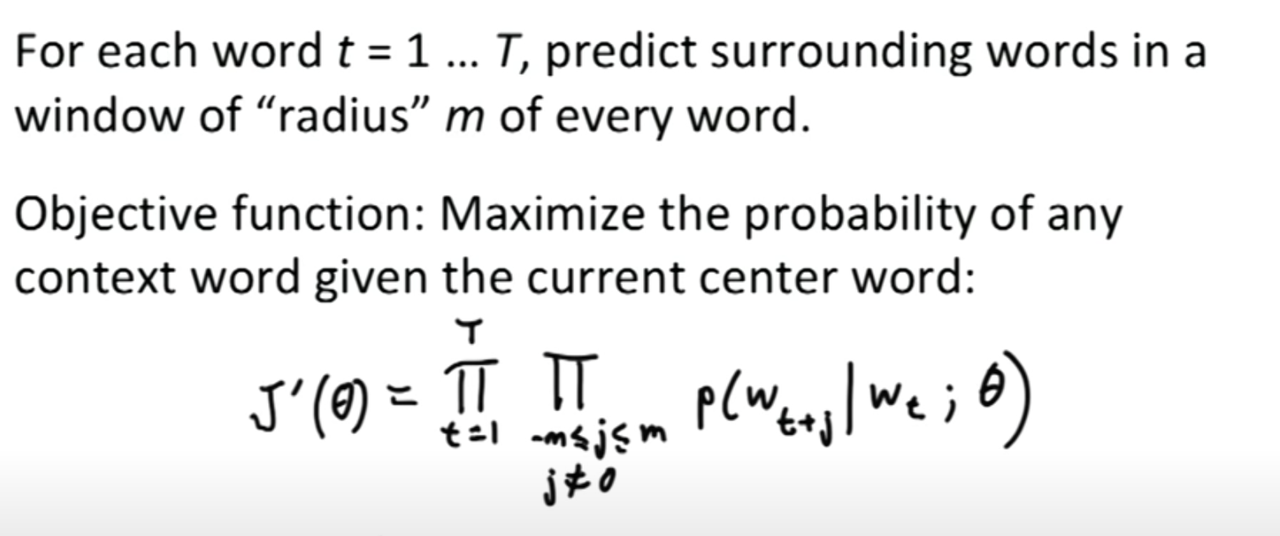 For each word t = 1 ... T, predict surrounding words in a
window of “radius” m of every word.
Objective function: Maximize the probability of any
context word given the current center word:
J'(θ) = ∏_{t=1}^{T} ∏_{-m≤j≤m, j≠0} p(w_{t+j} | w_t ; θ)